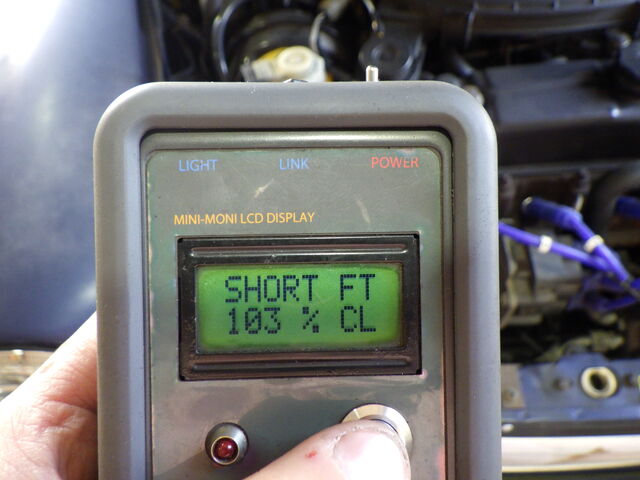 LIGHT LINK POWER
MINI-MONI LCD DISPLAY
SHORT FT
103 % CL